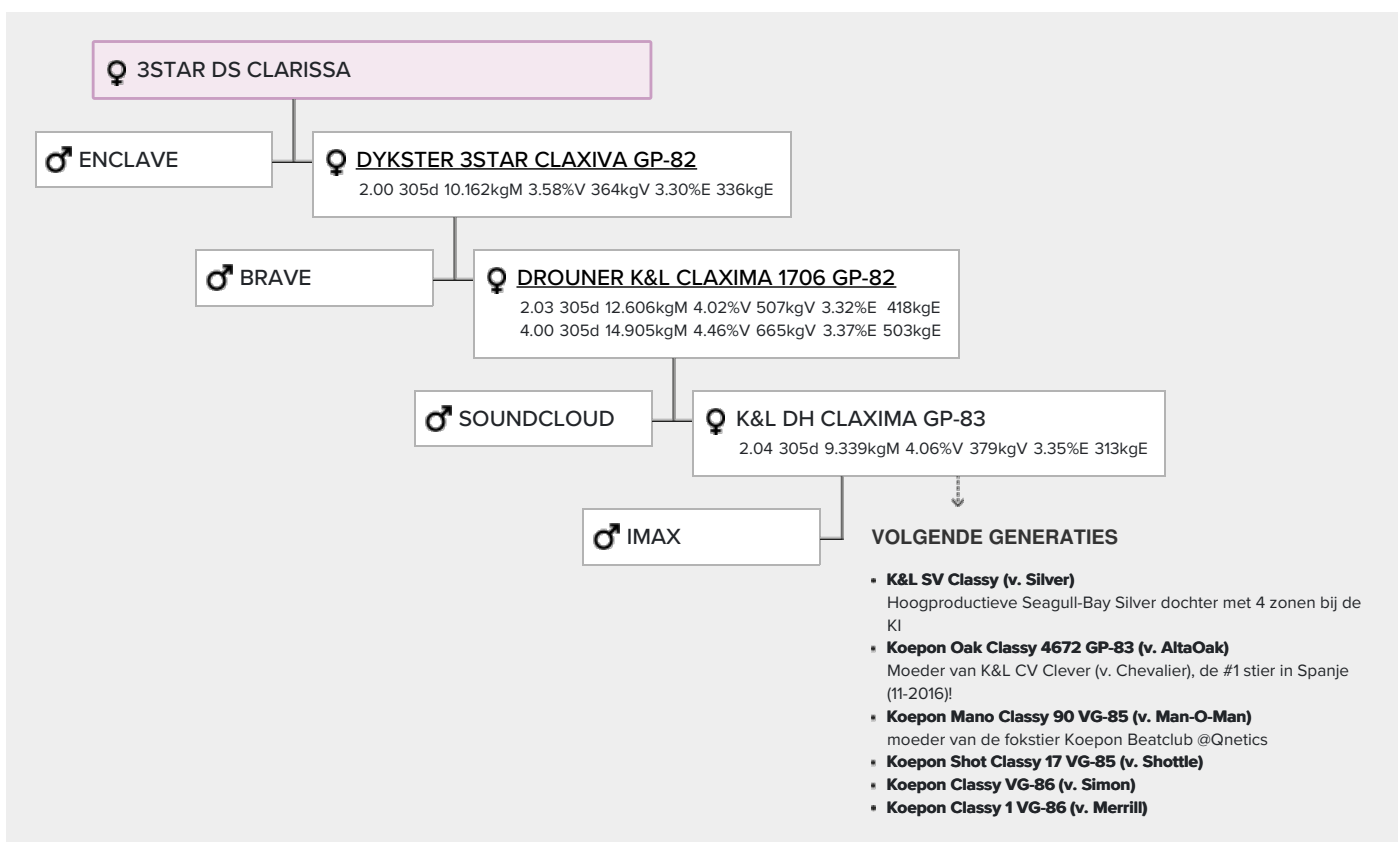 3STAR DS CLARISSA
ENCLAVE
DYKSTER 3STAR CLAXIVA GP-82
2.00 305d 10.162kgM 3.58%V 364kgV 3.30%E 336kgE
BRAVE
DROUNER K&L CLAXIMA 1706 GP-82
2.03 305d 12.606kgM 4.02%V 507kgV 3.32%E 418kgE
4.00 305d 14.905kgM 4.46%V 665kgV 3.37%E 503kgE
SOUNDCLOUD
K&L DH CLAXIMA GP-83
2.04 305d 9.339kgM 4.06%V 379kgV 3.35%E 313kgE
IMAX
VOLGENDE GENERATIES
K&L SV Classy (v. Silver)
Hoogproductieve Seagull-Bay Silver dochter met 4 zonen bij de
KI
Koepon Oak Classy 4672 GP-83 (v. AltaOak)
Moeder van K&L CV Clever (v. Chevalier), de #1 stier in Spanje
(11-2016)!
Koepon Mano Classy 90 VG-85 (v. Man-O-Man)
moeder van de fokstier Koepon Beatclub @Qnetics
Koepon Shot Classy 17 VG-85 (v. Shottle)
Koepon Classy VG-86 (v. Simon)
Koepon Classy 1 VG-86 (v. Merrill)